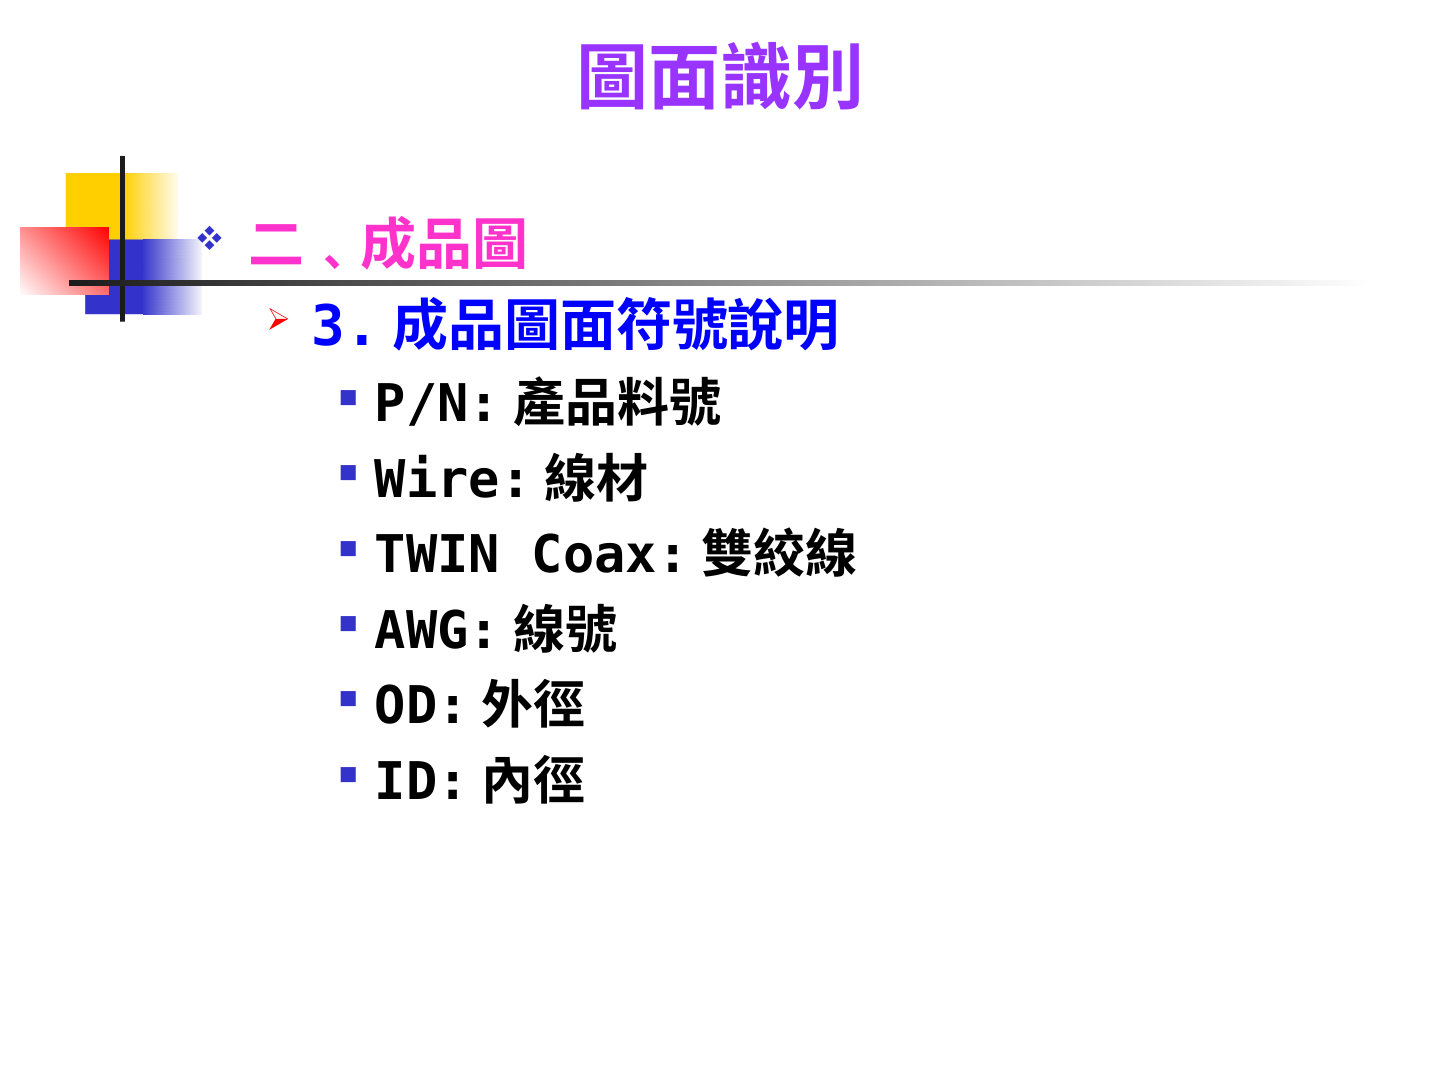 圖面識別
二﹑成品圖
3.成品圖面符號說明
P/N:產品料號
Wire:線材
TWIN Coax:雙絞線
AWG:線號
OD:外徑
ID:內徑